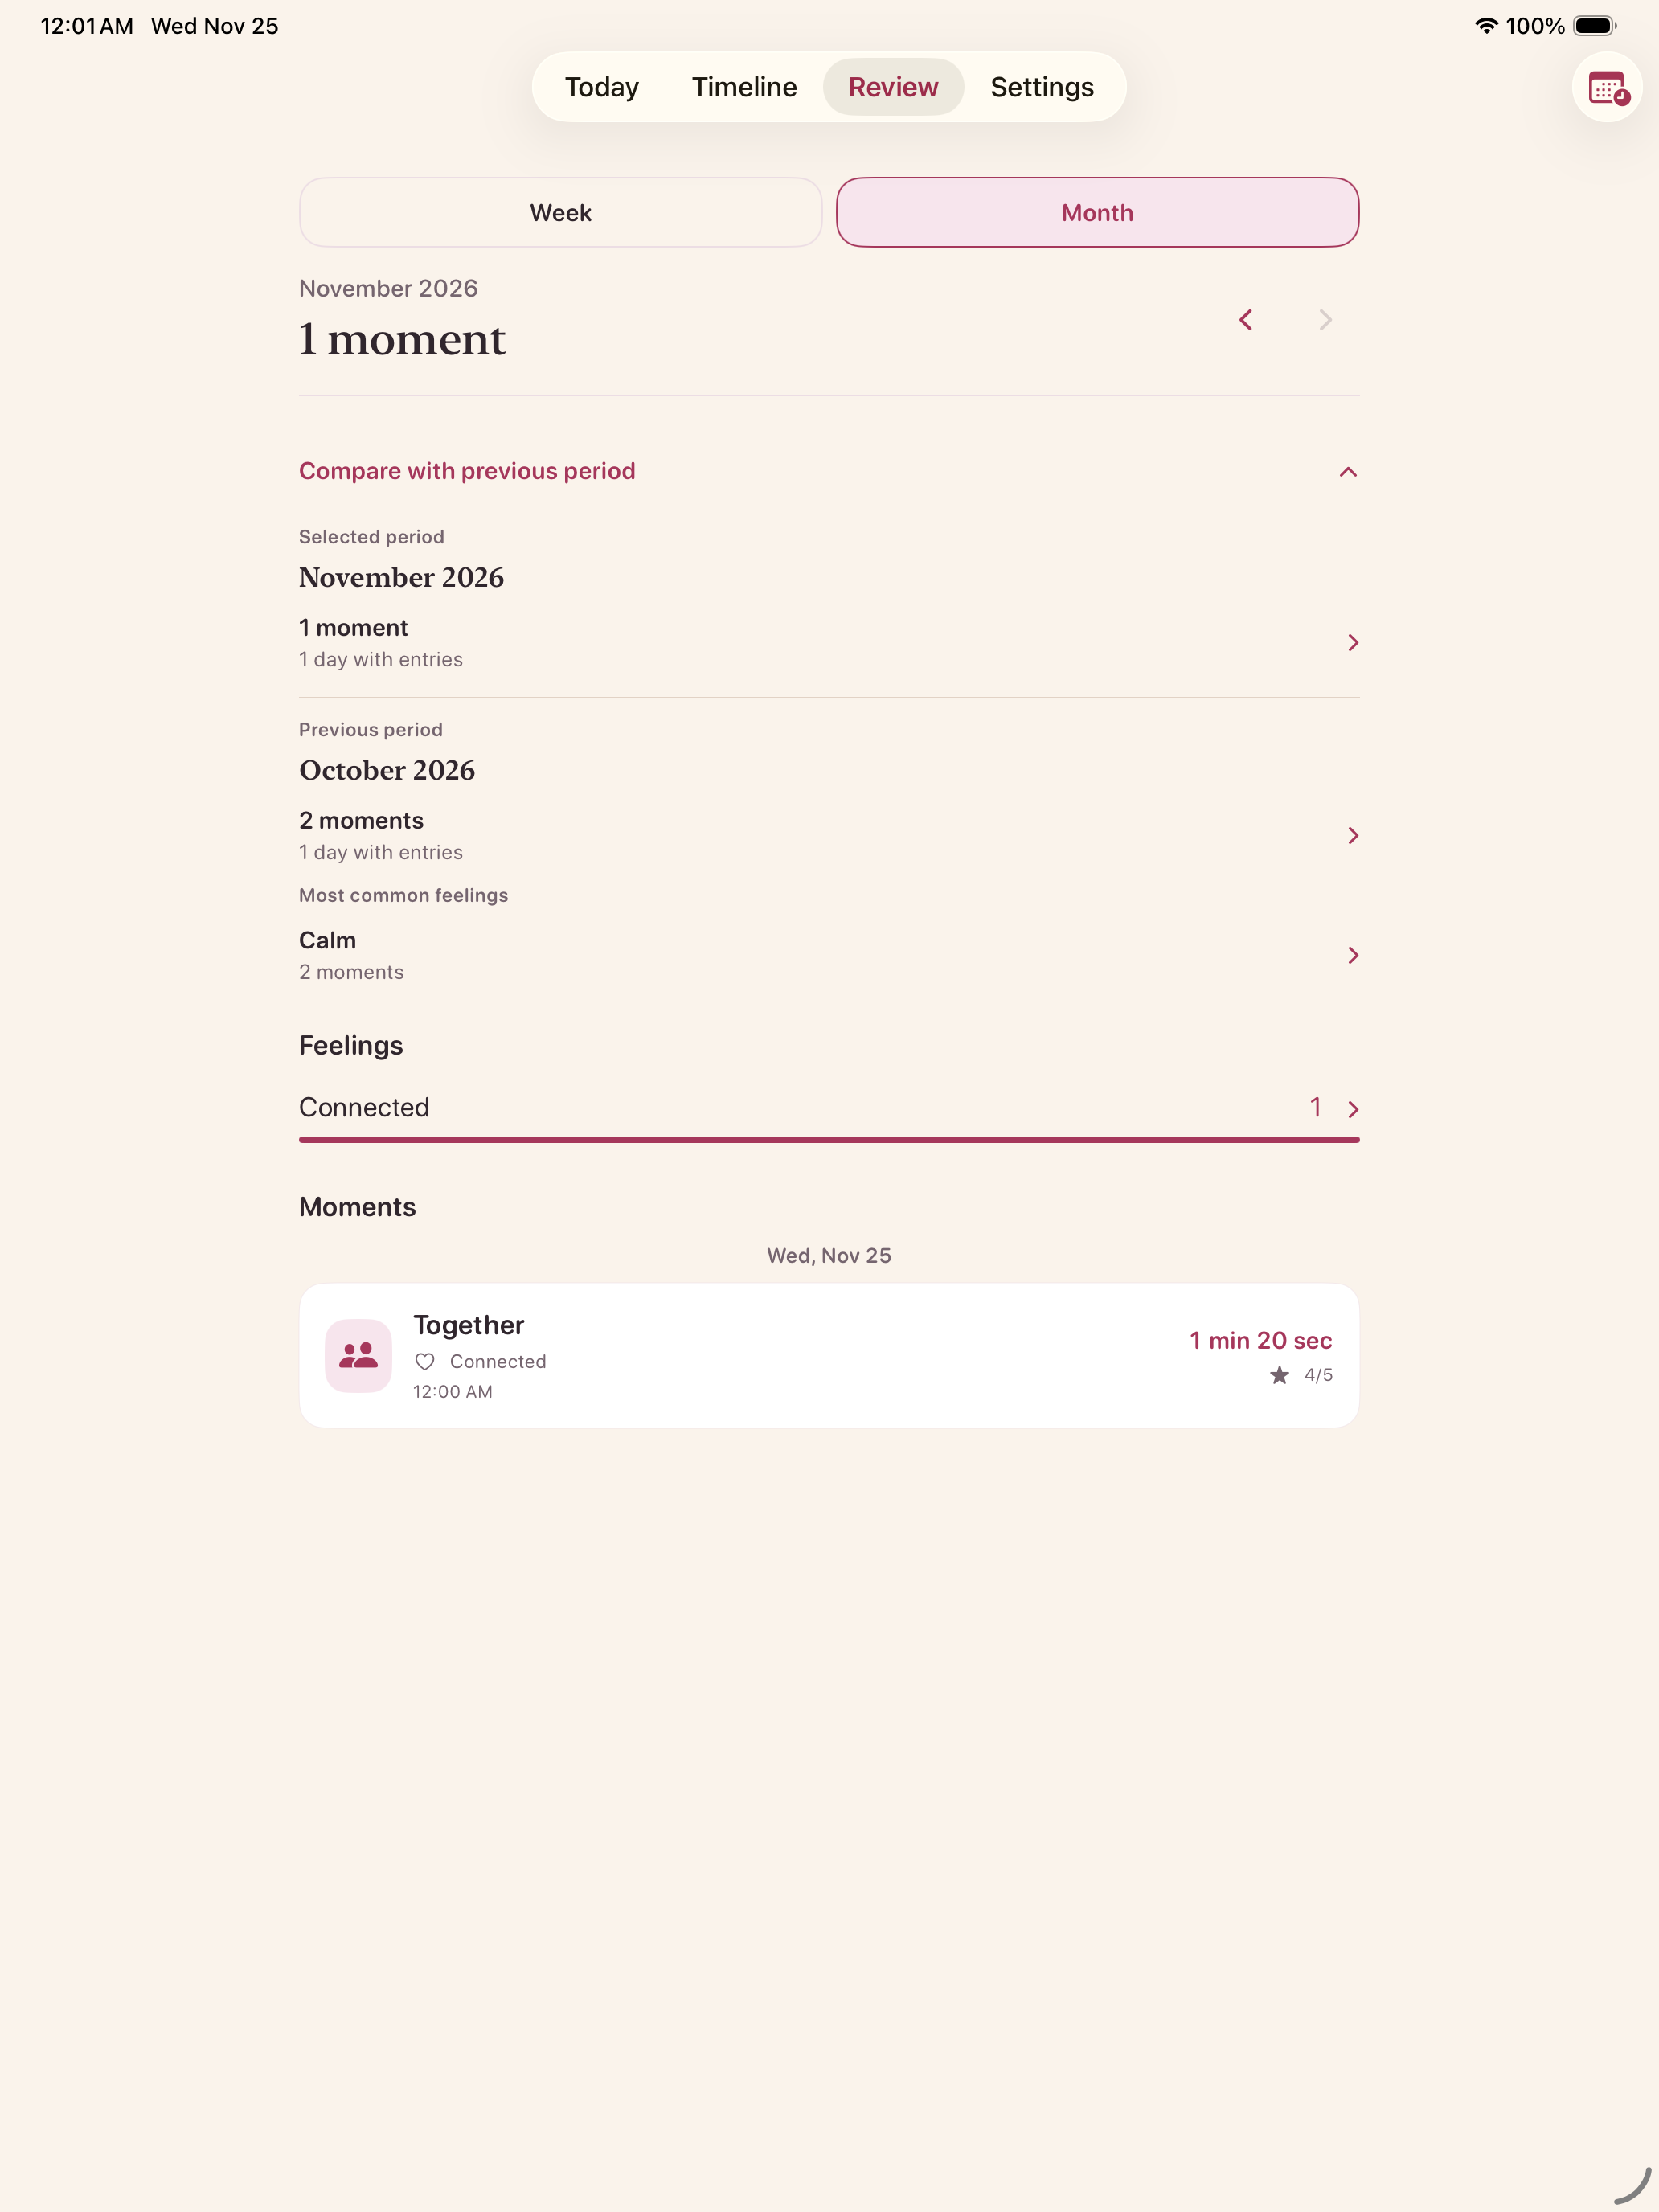 12:01 AM Wed Nov 25
100%
Today Timeline Review Settings
Week Month
November 2026
1 moment
Compare with previous period
Selected period
November 2026
1 moment
1 day with entries
Previous period
October 2026
2 moments
1 day with entries
Most common feelings
Calm
2 moments
Feelings
Connected 1
Moments
Wed, Nov 25
Together
1 min 20 sec
Connected
4/5
12:00 AM